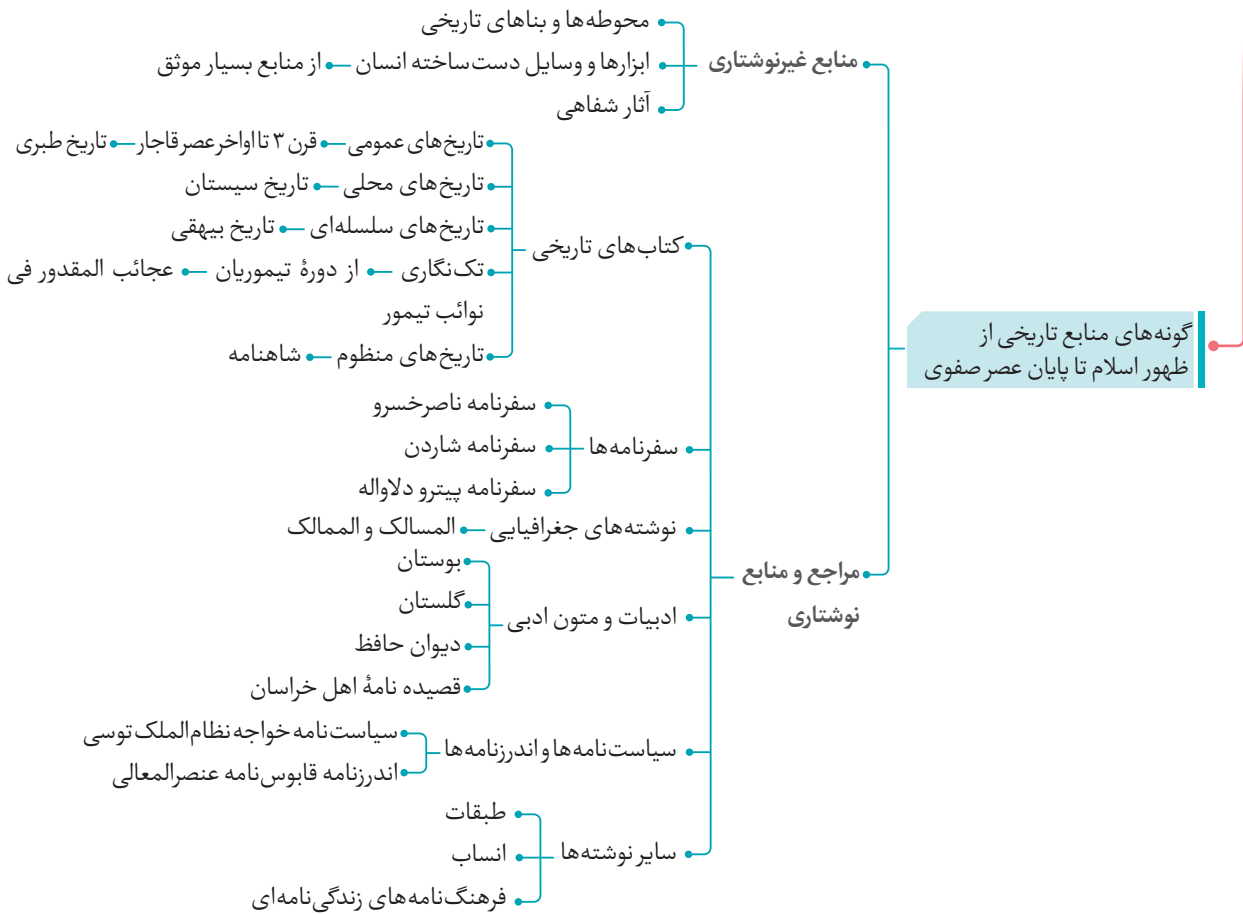 گونه‌های منابع تاریخی از
ظهور اسلام تا پایان عصر صفوی
منابع غیرنوشتاری
محوطه‌ها و بناهای تاریخی
ابزارها و وسایل دست‌ساخته انسان
از منابع بسیار موثق
آثار شفاهی
مراجع و منابع
نوشتاری
کتاب‌های تاریخی
تاریخ‌های عمومی
قرن ۳ تا اواخر عصر قاجار
تاریخ طبری
تاریخ‌های محلی
تاریخ سیستان
تاریخ‌های سلسله‌ای
تاریخ بیهقی
تک‌نگاری
از دورهٔ تیموریان
عجائب المقدور فی
نوائب تیمور
تاریخ‌های منظوم
شاهنامه
سفرنامه‌ها
سفرنامه ناصرخسرو
سفرنامه شاردن
سفرنامه پیترو دلاواله
نوشته‌های جغرافیایی
المسالک و الممالک
ادبیات و متون ادبی
بوستان
گلستان
دیوان حافظ
قصیده نامهٔ اهل خراسان
سیاست‌نامه‌ها و اندرزنامه‌ها
سیاست‌نامه خواجه نظام‌الملک توسی
اندرزنامه قابوس‌نامه عنصرالمعالی
سایر نوشته‌ها
طبقات
انساب
فرهنگ‌نامه‌های زندگی‌نامه‌ای